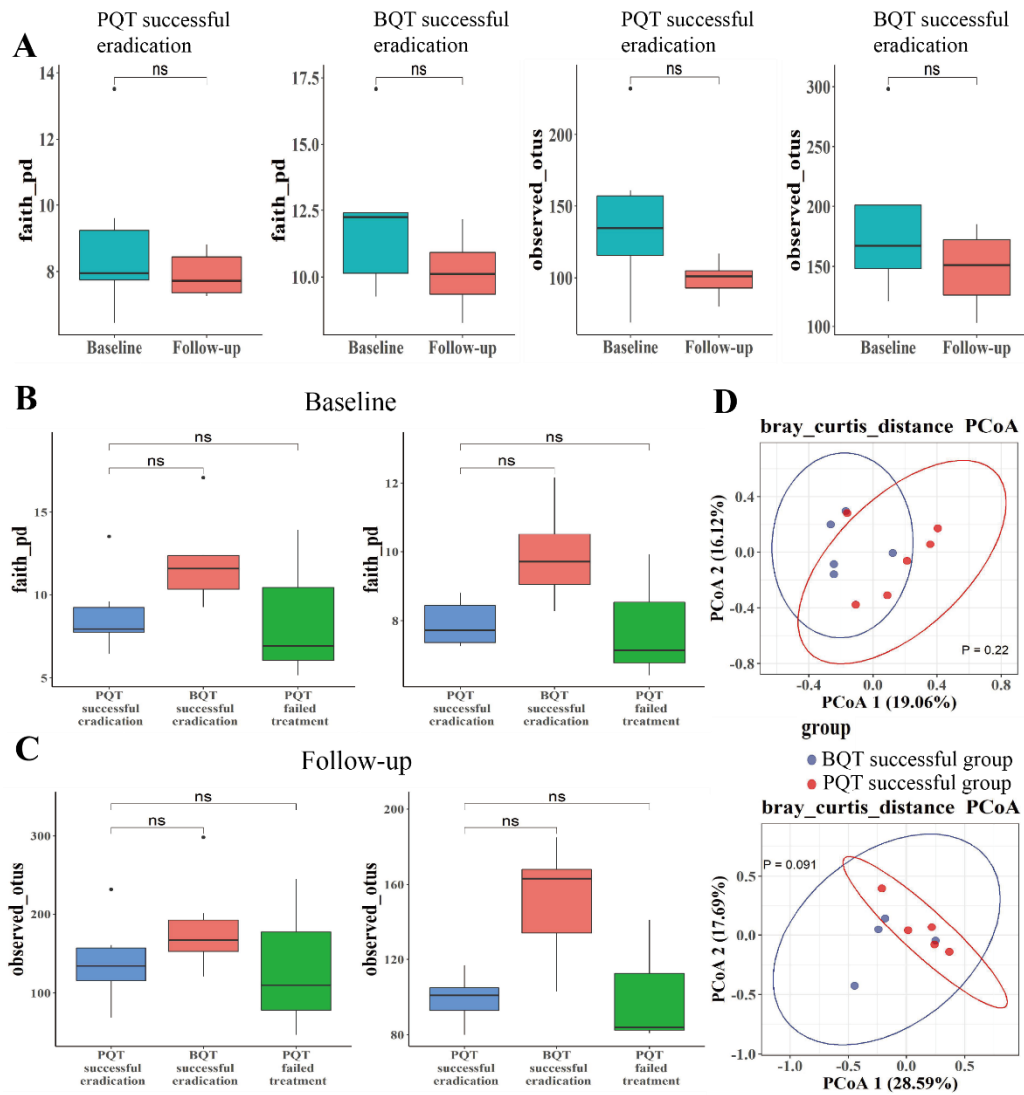 A
PQT successful
eradication
BQT successful
eradication
PQT successful
eradication
BQT successful
eradication
faith_pd
14
12
10
8
ns
Baseline
Follow-up
faith_pd
17.5
15.0
12.5
10.0
ns
Baseline
Follow-up
observed_otus
200
150
100
ns
Baseline
Follow-up
observed_otus
300
250
200
150
100
ns
Baseline
Follow-up
B
Baseline
faith_pd
15
10
5
ns
ns
PQT
successful
eradication
BQT
successful
eradication
PQT
failed
treatment
faith_pd
12
10
8
ns
ns
PQT
successful
eradication
BQT
successful
eradication
PQT
failed
treatment
C
Follow-up
observed_otus
300
200
100
ns
ns
PQT
successful
eradication
BQT
successful
eradication
PQT
failed
treatment
observed_otus
200
160
120
80
ns
ns
PQT
successful
eradication
BQT
successful
eradication
PQT
failed
treatment
D
bray_curtis_distance PCoA
PCoA 2 (16.12%)
0.4
0.0
-0.4
-0.8
P = 0.22
-0.4
0.0
0.4
0.8
PCoA 1 (19.06%)
group
BQT successful group
PQT successful group
bray_curtis_distance PCoA
P = 0.091
PCoA 2 (17.69%)
0.5
0.0
-0.5
-1.0
-1.0
-0.5
0.0
0.5
PCoA 1 (28.59%)